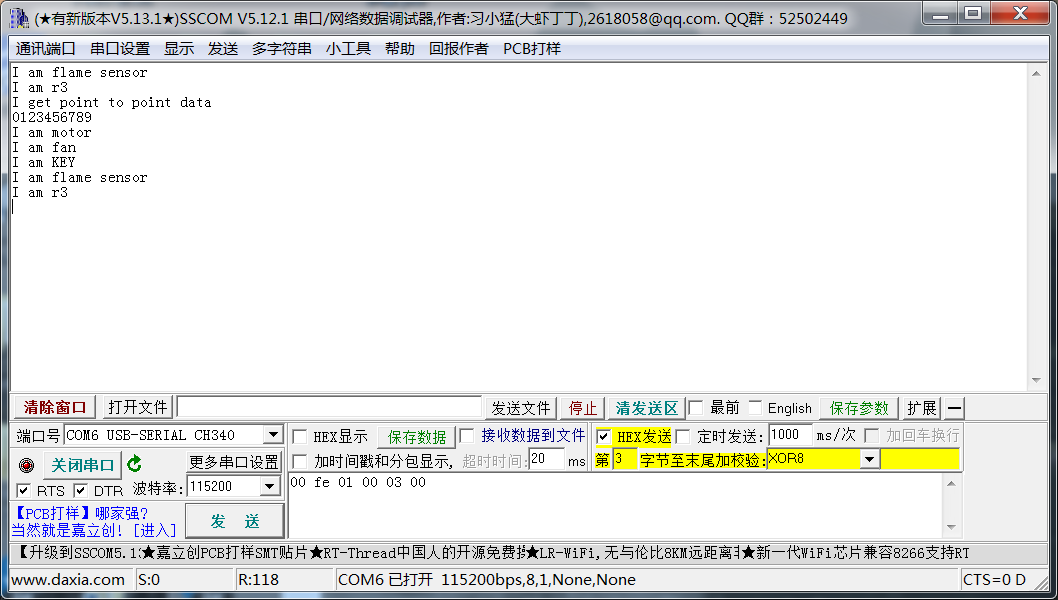 (★有新版本V5.13.1★)SSCOM V5.12.1 串口/网络数据调试器,作者:习小猛(大虾丁丁),2618058@qq.com. QQ群：52502449
通讯端口 串口设置 显示 发送 多字符串 小工具 帮助 回报作者 PCB打样
I am flame sensor
I am r3
I get point to point data
0123456789
I am motor
I am fan
I am KEY
I am flame sensor
I am r3
清除窗口 打开文件 发送文件 停止 清发送区 最前 English 保存参数 扩展 —
端口号 COM6 USB-SERIAL CH340 HEX显示 保存数据 接收数据到文件 HEX发送 定时发送: 1000 ms/次 加回车换行
关闭串口 更多串口设置 加时间戳和分包显示, 超时时间: 20 ms 第 3 字节至末尾加校验: XOR8
RTS DTR 波特率: 115200 00 fe 01 00 03 00
【PCB打样】哪家强?
当然就是嘉立创! [进入] 发 送
【升级到SSCOM5.13★嘉立创PCB打样SMT贴片★RT-Thread中国人的开源免费操★LR-WiFi,无与伦比8KM远距离★新一代WiFi芯片兼容8266支持RT
www.daxia.com S:0 R:118 COM6 已打开 115200bps,8,1,None,None CTS=0 D